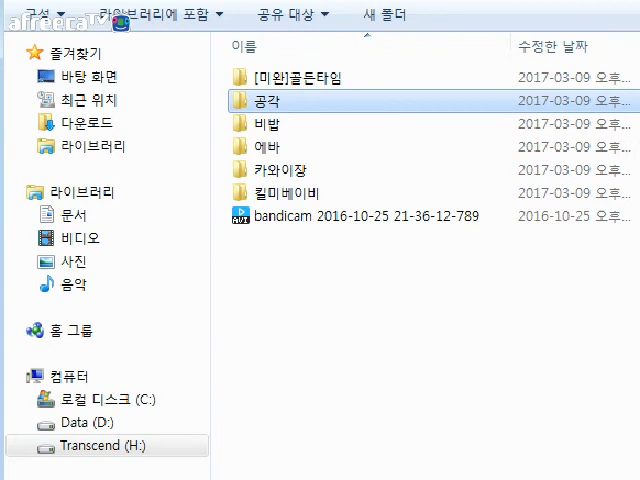 구성 라이브러리에 포함 공유 대상 새 폴더
afreecaTV
이름 수정한 날짜
즐겨찾기
바탕 화면
최근 위치
다운로드
라이브러리
라이브러리
문서
비디오
사진
음악
홈 그룹
컴퓨터
로컬 디스크 (C:)
Data (D:)
Transcend (H:)
[미완]골든타임 2017-03-09 오후...
공각 2017-03-09 오후...
비밥 2017-03-09 오후...
에바 2017-03-09 오후...
카와이장 2017-03-09 오후...
킬미베이비 2017-03-09 오후...
bandicam 2016-10-25 21-36-12-789 2016-10-25 오후...
AVI